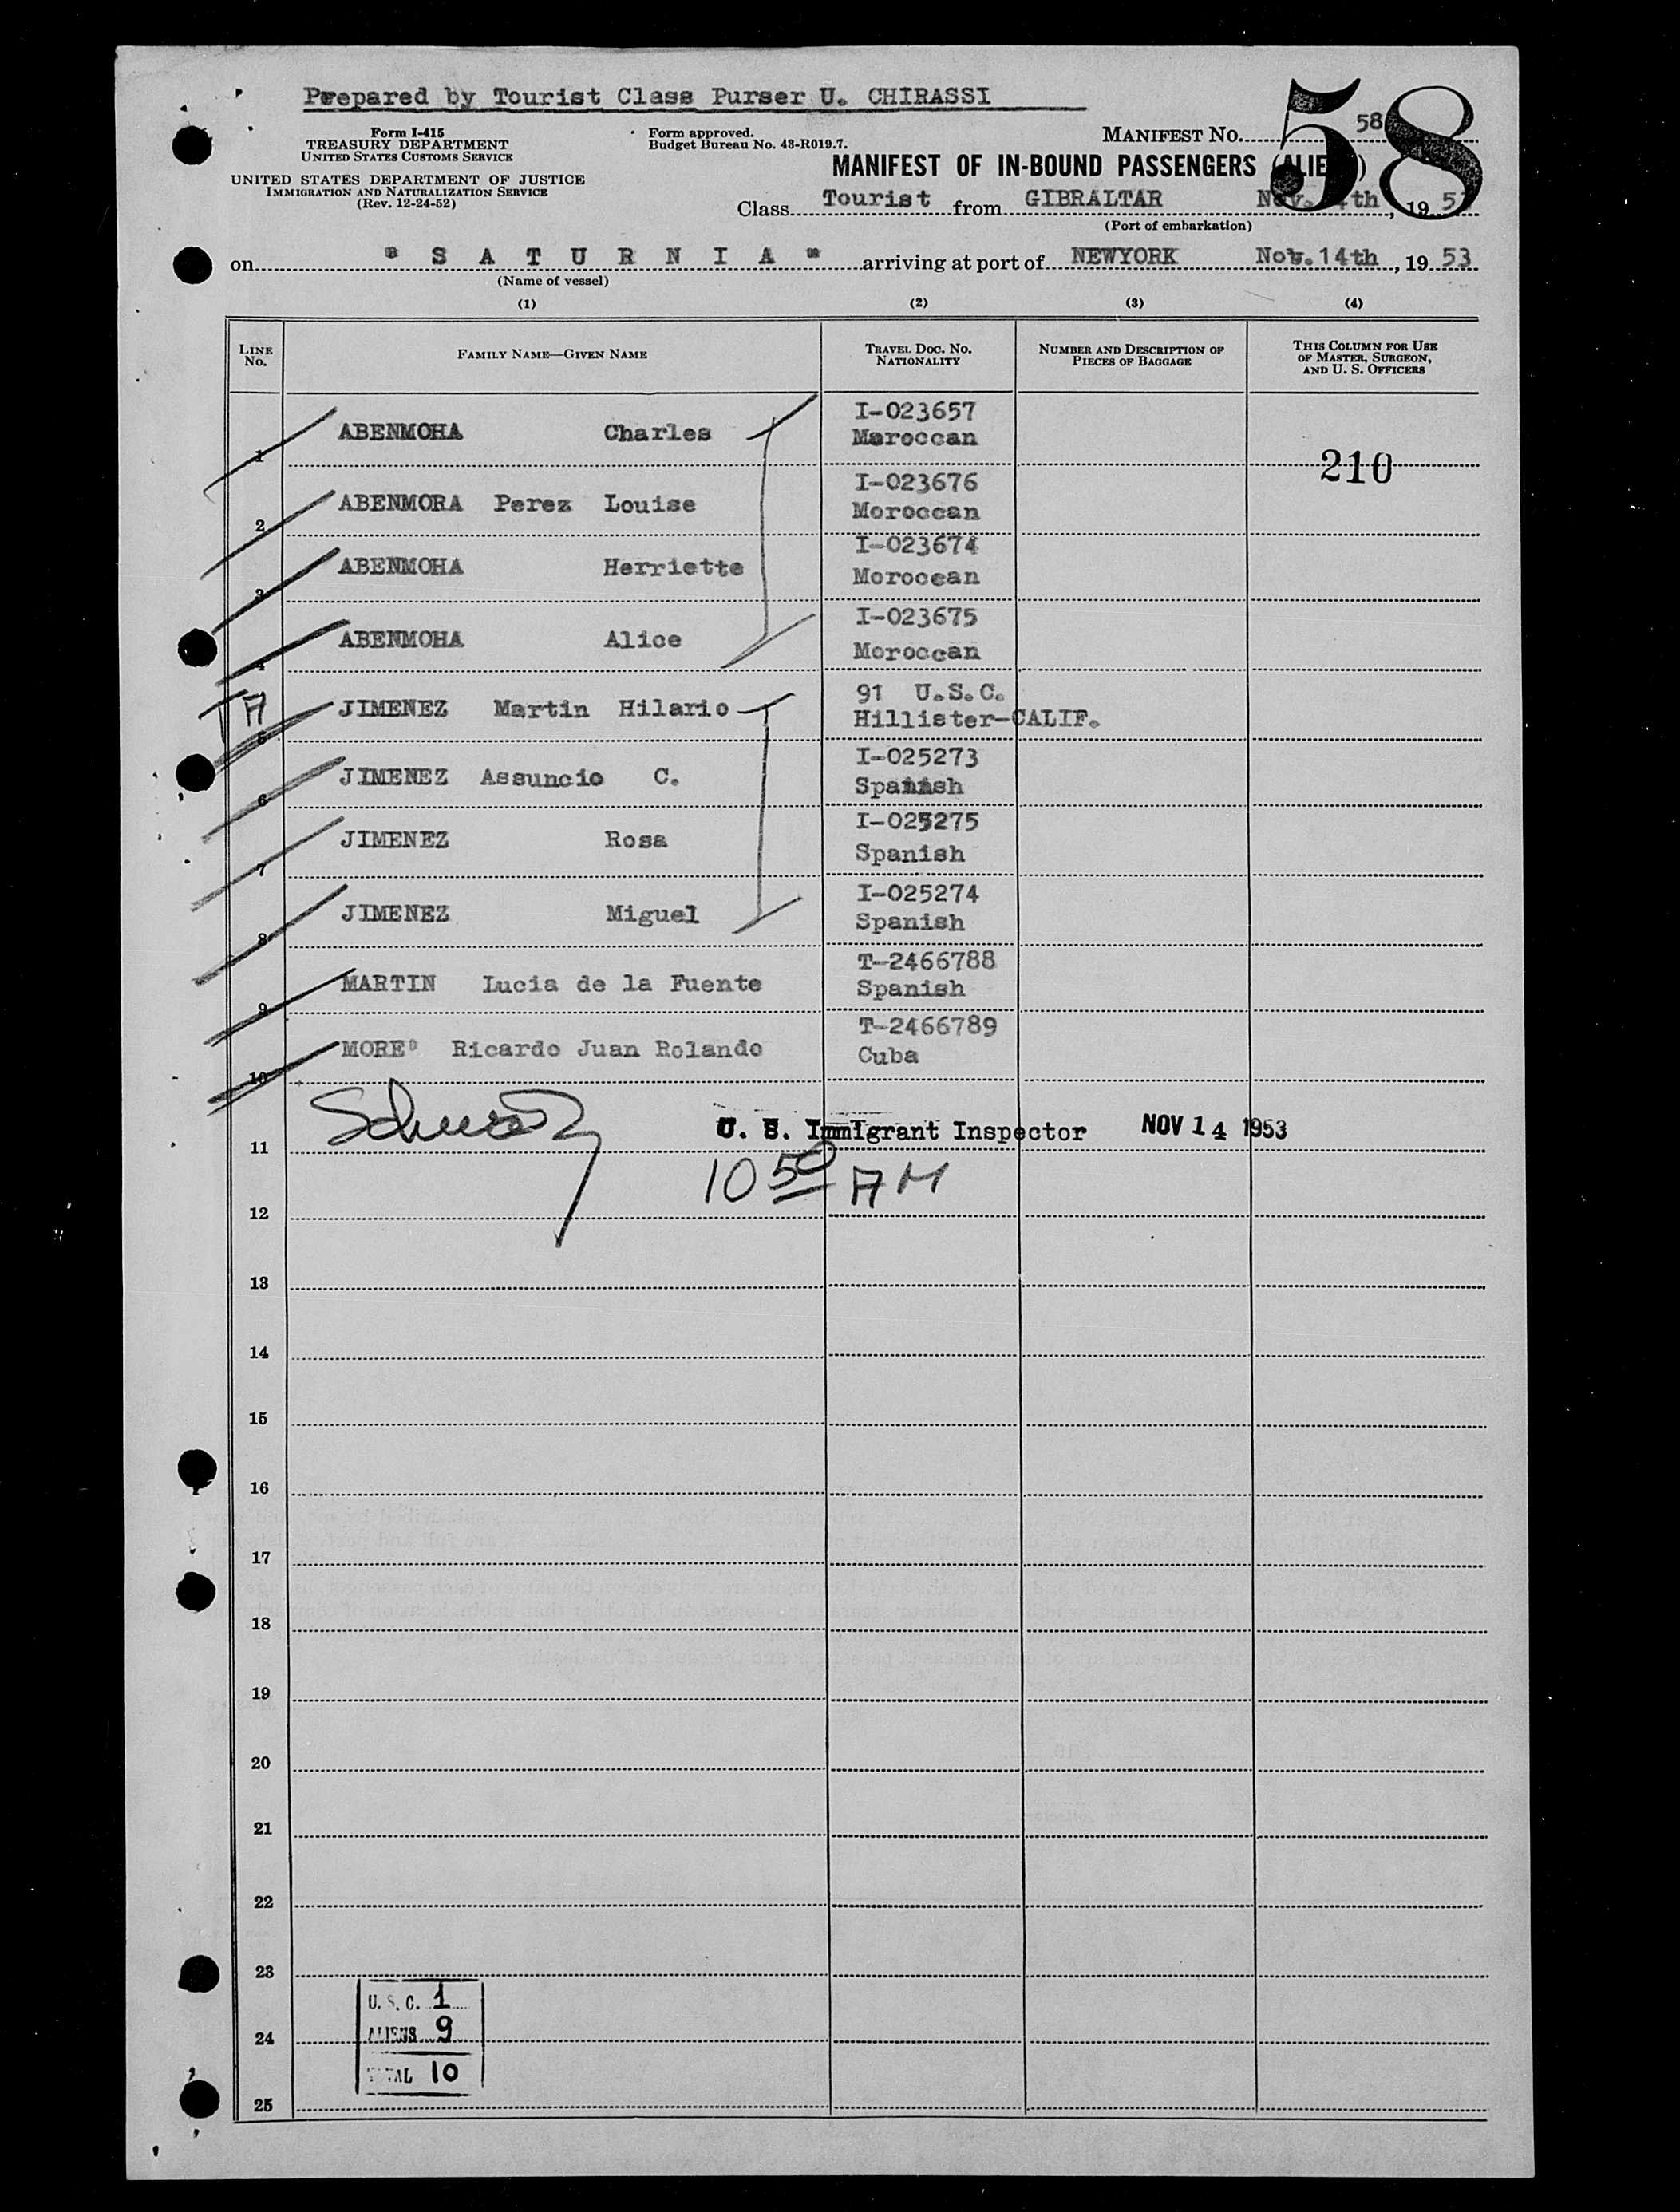 Prepared by Tourist Class Purser U. CHIRASSI
58
Form I-415
TREASURY DEPARTMENT
UNITED STATES CUSTOMS SERVICE
UNITED STATES DEPARTMENT OF JUSTICE
IMMIGRATION AND NATURALIZATION SERVICE
(Rev. 12-24-52)
Form approved.
Budget Bureau No. 43-R019.7.
MANIFEST NO. 58
MANIFEST OF IN-BOUND PASSENGERS (ALIENS)
Class Tourist from GIBRALTAR Nov. th, 19 5
(Port of embarkation)
on " S A T U R N I A " arriving at port of NEWYORK Nov. 14th, 19 53
(Name of vessel)
(1) (2) (3) (4)
LINE NO. FAMILY NAME—GIVEN NAME TRAVEL DOC. NO. NATIONALITY NUMBER AND DESCRIPTION OF PIECES OF BAGGAGE THIS COLUMN FOR USE OF MASTER, SURGEON, AND U. S. OFFICERS
1 ABENMOHA Charles I-023657 Maroccan
210
2 ABENMORA Perez Louise I-023676 Moroccan
3 ABENMOHA Herriette I-023674 Moroccan
4 ABENMOHA Alice I-023675 Moroccan
A
5 JIMENEZ Martin Hilario 91 U.S.C. Hillister-CALIF.
6 JIMENEZ Assuncio C. I-025273 Spanish
7 JIMENEZ Rosa I-025275 Spanish
8 JIMENEZ Miguel I-025274 Spanish
9 MARTIN Lucia de la Fuente T-2466788 Spanish
10 MORE° Ricardo Juan Rolando T-2466789 Cuba
11 U. S. Immigrant Inspector NOV 14 1953
10 50 AM
12
13
14
15
16
17
18
19
20
21
22
23
U. S. C. 1
24 ALIENS 9
TOTAL 10
25